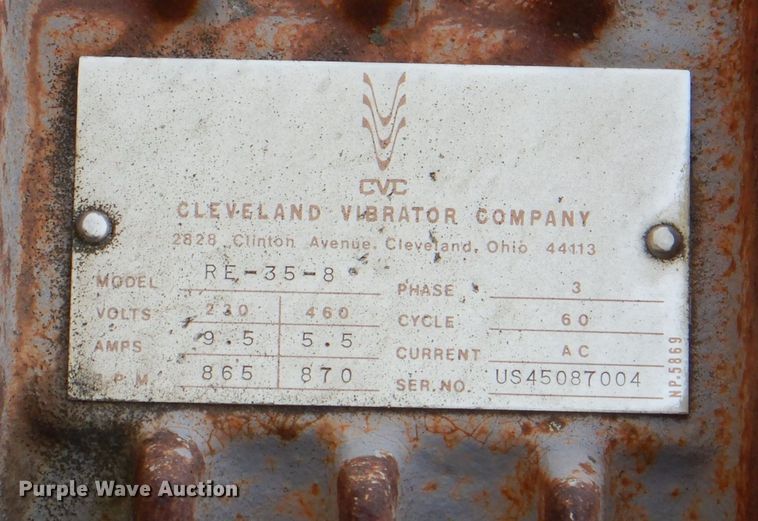 CVC
CLEVELAND VIBRATOR COMPANY
2828 Clinton Avenue, Cleveland, Ohio 44113
MODEL RE-35-8
VOLTS 230 460
AMPS 9.5 5.5
R.P.M. 865 870
PHASE 3
CYCLE 60
CURRENT AC
SER. NO. US45087004
NP.5869
Purple Wave Auction